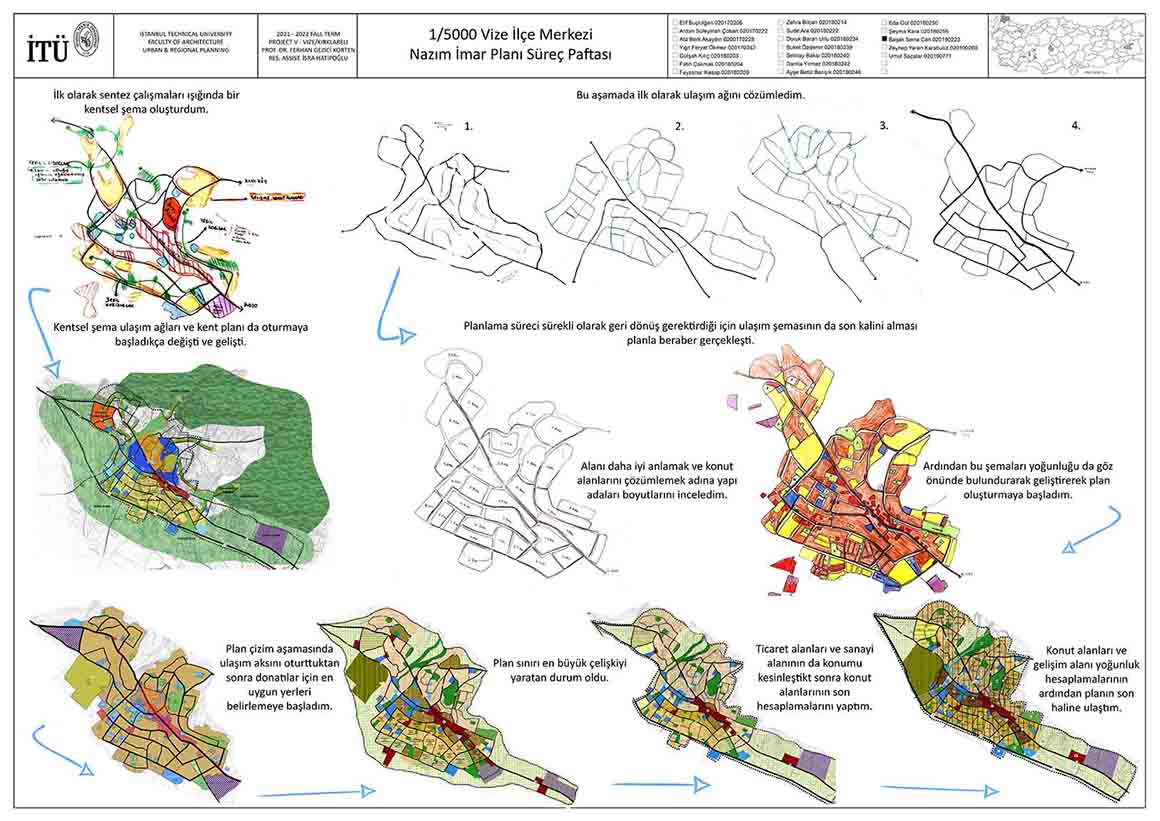 İTÜ
ISTANBUL TECHNICAL UNIVERSITY
FACULTY OF ARCHITECTURE
URBAN & REGIONAL PLANNING
2021 - 2022 FALL TERM
PROJECT V - VIZE/KIRKLARELİ
PROF. DR. FERHAN GEZİCİ KORTEN
RES. ASSIST. İSRA HATİPOĞLU
1/5000 Vize İlçe Merkezi
Nazım İmar Planı Süreç Paftası
Elif Buşulgan 020170206
Ardan Süleyman Çoban 020170222
Ata Berk Akaydın 020170228
Yiğit Feryat Ökmez 020170242
Gülşah Kılıç 020180203
Fatih Çakmak 020180204
Feyzanur Kasap 020180209
Zehra Bilcan 020180214
Sude Ara 020180222
Doruk Baran Urlu 020180234
Buket Özdemir 020180239
Selinay Bakar 020180240
Damla Yılmaz 020180242
Ayşe Betül Barışık 020180246
Eda Gül 020180250
Şeyma Kara 020180255
Başak Sema Can 020190223
Zeynep Yaren Karabulut
Umut Saçalar 020190771
İlk olarak sentez çalışmaları ışığında bir
kentsel şema oluşturdum.
Bu aşamada ilk olarak ulaşım ağını çözümledim.
1.
2.
3.
4.
Kentsel şema ulaşım ağları ve kent planı da oturmaya
başladıkça değişti ve gelişti.
Planlama süreci sürekli olarak geri dönüş gerektirdiği için ulaşım şemasının da son kalini alması
planla beraber gerçekleşti.
Alanı daha iyi anlamak ve konut
alanlarını çözümlemek adına yapı
adaları boyutlarını inceledim.
Ardından bu şemaları yoğunluğu da göz
önünde bulundurarak geliştirerek plan
oluşturmaya başladım.
Plan çizim aşamasında
ulaşım aksını oturttuktan
sonra donatılar için en
uygun yerleri
belirlemeye başladım.
Plan sınırı en büyük çelişkiyi
yaratan durum oldu.
Ticaret alanları ve sanayi
alanının da konumu
kesinleştikt sonra konut
alanlarının son
hesaplamalarını yaptım.
Konut alanları ve
gelişim alanı yoğunluk
hesaplamalarının
ardından planın son
haline ulaştım.